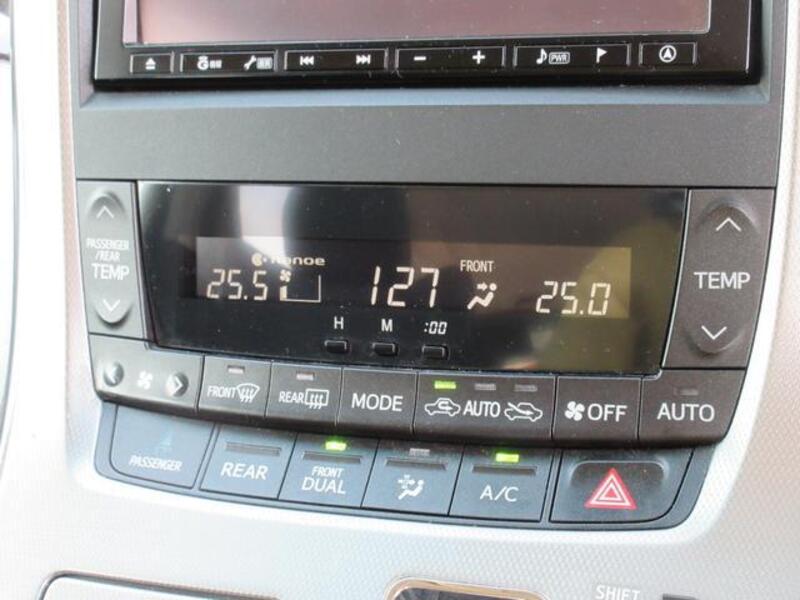 PWR
PASSENGER
/REAR
TEMP
nanoe
25.5
127
FRONT
25.0
TEMP
H M :00
FRONT REAR MODE AUTO OFF AUTO
PASSENGER
REAR
FRONT
DUAL
A/C
SHIFT